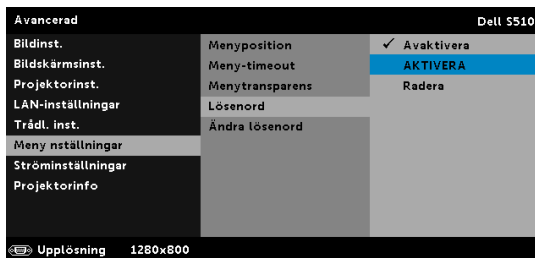 Avancerad Dell S510
Bildinst.
Bildskärmsinst.
Projektorinst.
LAN-inställningar
Trådl. inst.
Meny nställningar
Ströminställningar
Projektorinfo
Menyposition
Meny-timeout
Menytransparens
Lösenord
Ändra lösenord
✓ Avaktivera
AKTIVERA
Radera
Upplösning 1280x800